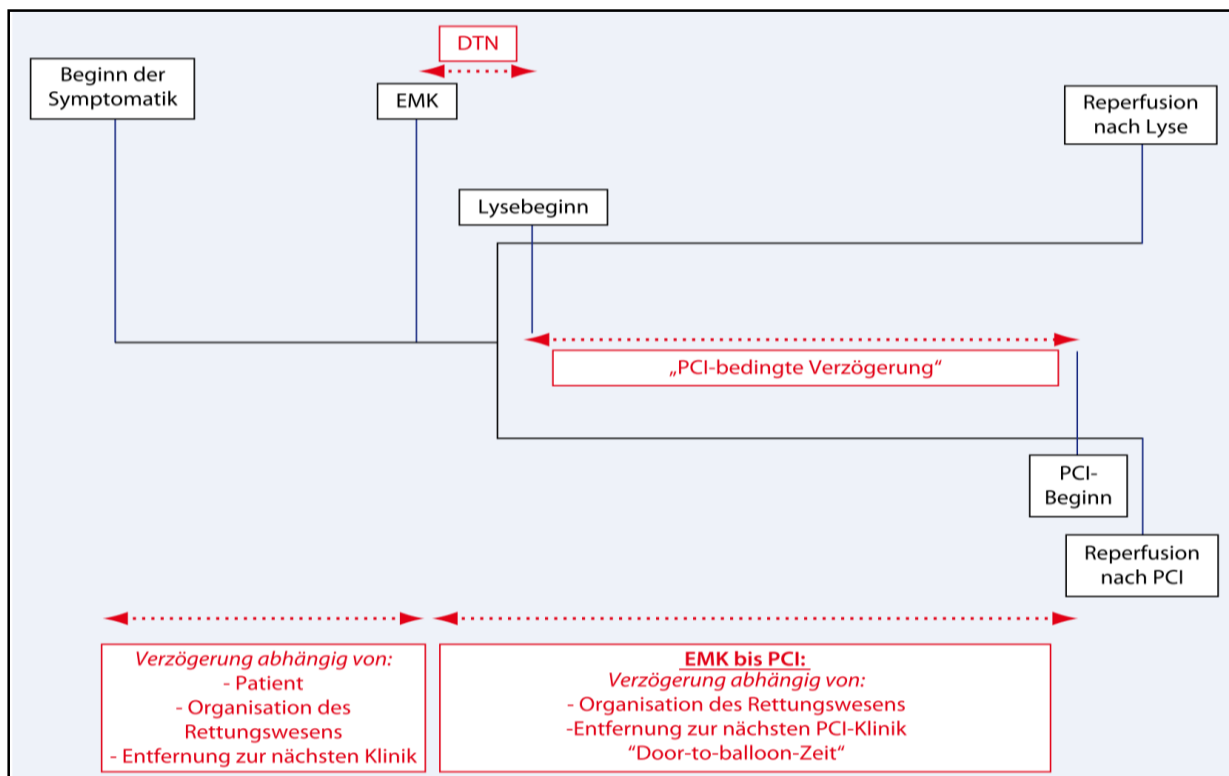 DTN
Beginn der
Symptomatik
EMK
Reperfusion
nach Lyse
Lysebeginn
„PCI-bedingte Verzögerung“
PCI-
Beginn
Reperfusion
nach PCI
Verzögerung abhängig von:
- Patient
- Organisation des
Rettungswesens
- Entfernung zur nächsten Klinik
EMK bis PCI:
Verzögerung abhängig von:
- Organisation des Rettungswesens
-Entfernung zur nächsten PCI-Klinik
“Door-to-balloon-Zeit“